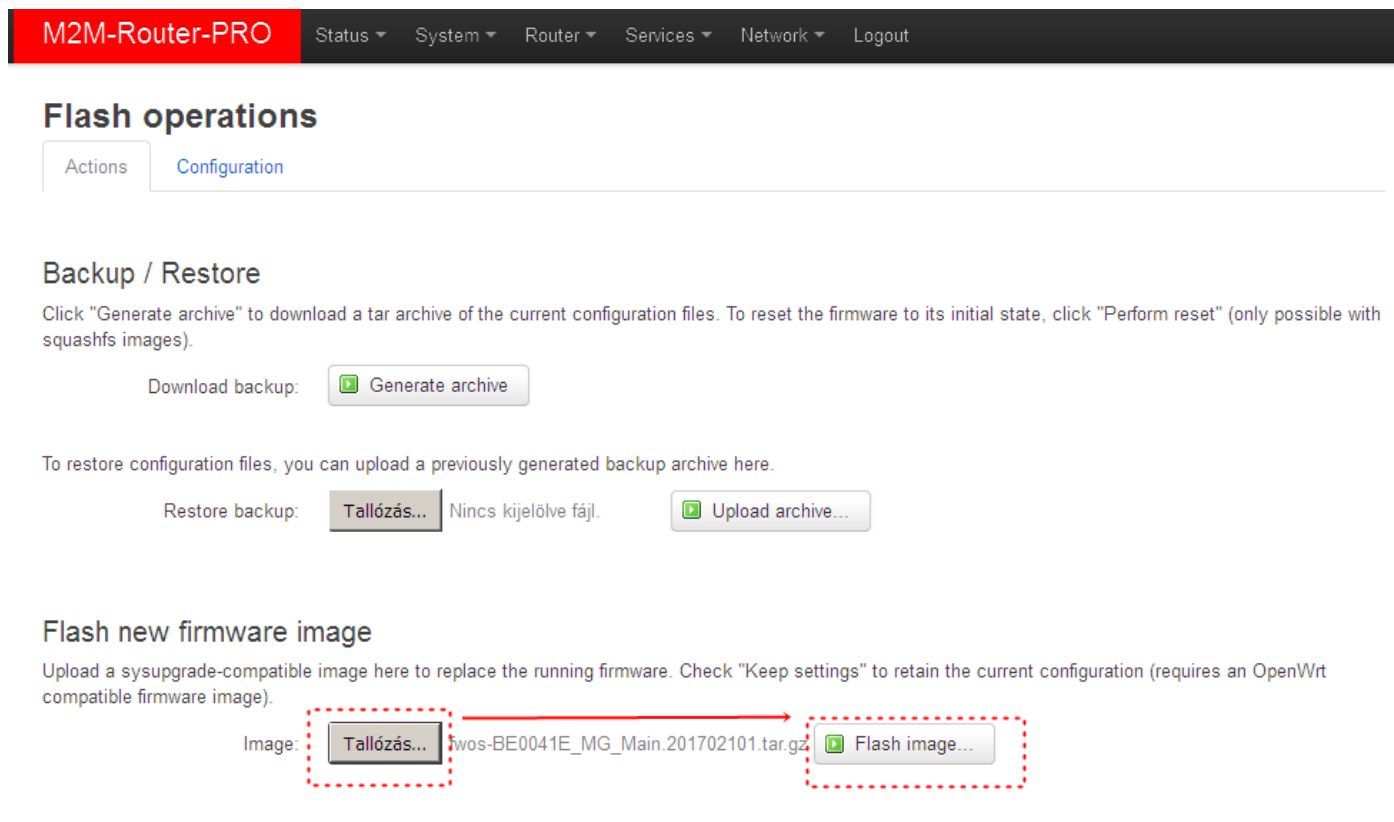 M2M-Router-PRO Status System Router Services Network Logout
Flash operations
Actions Configuration
Backup / Restore
Click "Generate archive" to download a tar archive of the current configuration files. To reset the firmware to its initial state, click "Perform reset" (only possible with
squashfs images).
Download backup: Generate archive
To restore configuration files, you can upload a previously generated backup archive here.
Restore backup: Tallózás... Nincs kijelölve fájl. Upload archive...
Flash new firmware image
Upload a sysupgrade-compatible image here to replace the running firmware. Check "Keep settings" to retain the current configuration (requires an OpenWrt
compatible firmware image).
Image: Tallózás... fwos-BE0041E_MG_Main.201702101.tar.gz Flash image...